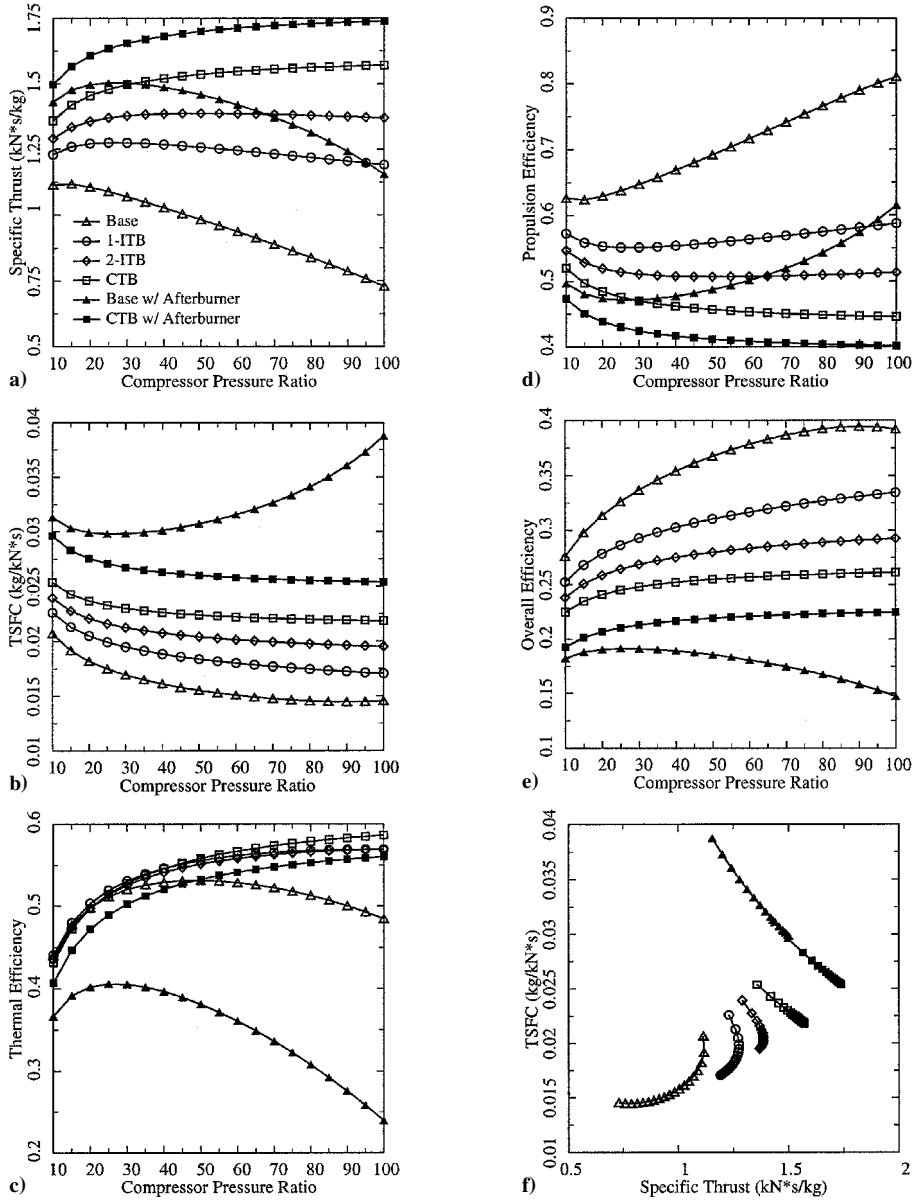 a)
Specific Thrust (kN*s/kg)
1.75
1.5
1.25
1
0.75
0.5
Base
1-ITB
2-ITB
CTB
Base w/ Afterburner
CTB w/ Afterburner
10 20 30 40 50 60 70 80 90 100
Compressor Pressure Ratio
b)
TSFC (kg/kN*s)
0.04
0.035
0.03
0.025
0.02
0.015
0.01
10 20 30 40 50 60 70 80 90 100
Compressor Pressure Ratio
c)
Thermal Efficiency
0.6
0.5
0.4
0.3
0.2
10 20 30 40 50 60 70 80 90 100
Compressor Pressure Ratio
d)
Propulsion Efficiency
0.9
0.8
0.7
0.6
0.5
0.4
10 20 30 40 50 60 70 80 90 100
Compressor Pressure Ratio
e)
Overall Efficiency
0.4
0.35
0.3
0.25
0.2
0.15
0.1
10 20 30 40 50 60 70 80 90 100
Compressor Pressure Ratio
f)
TSFC (kg/kN*s)
0.04
0.035
0.03
0.025
0.02
0.015
0.01
0.5 1 1.5 2
Specific Thrust (kN*s/kg)